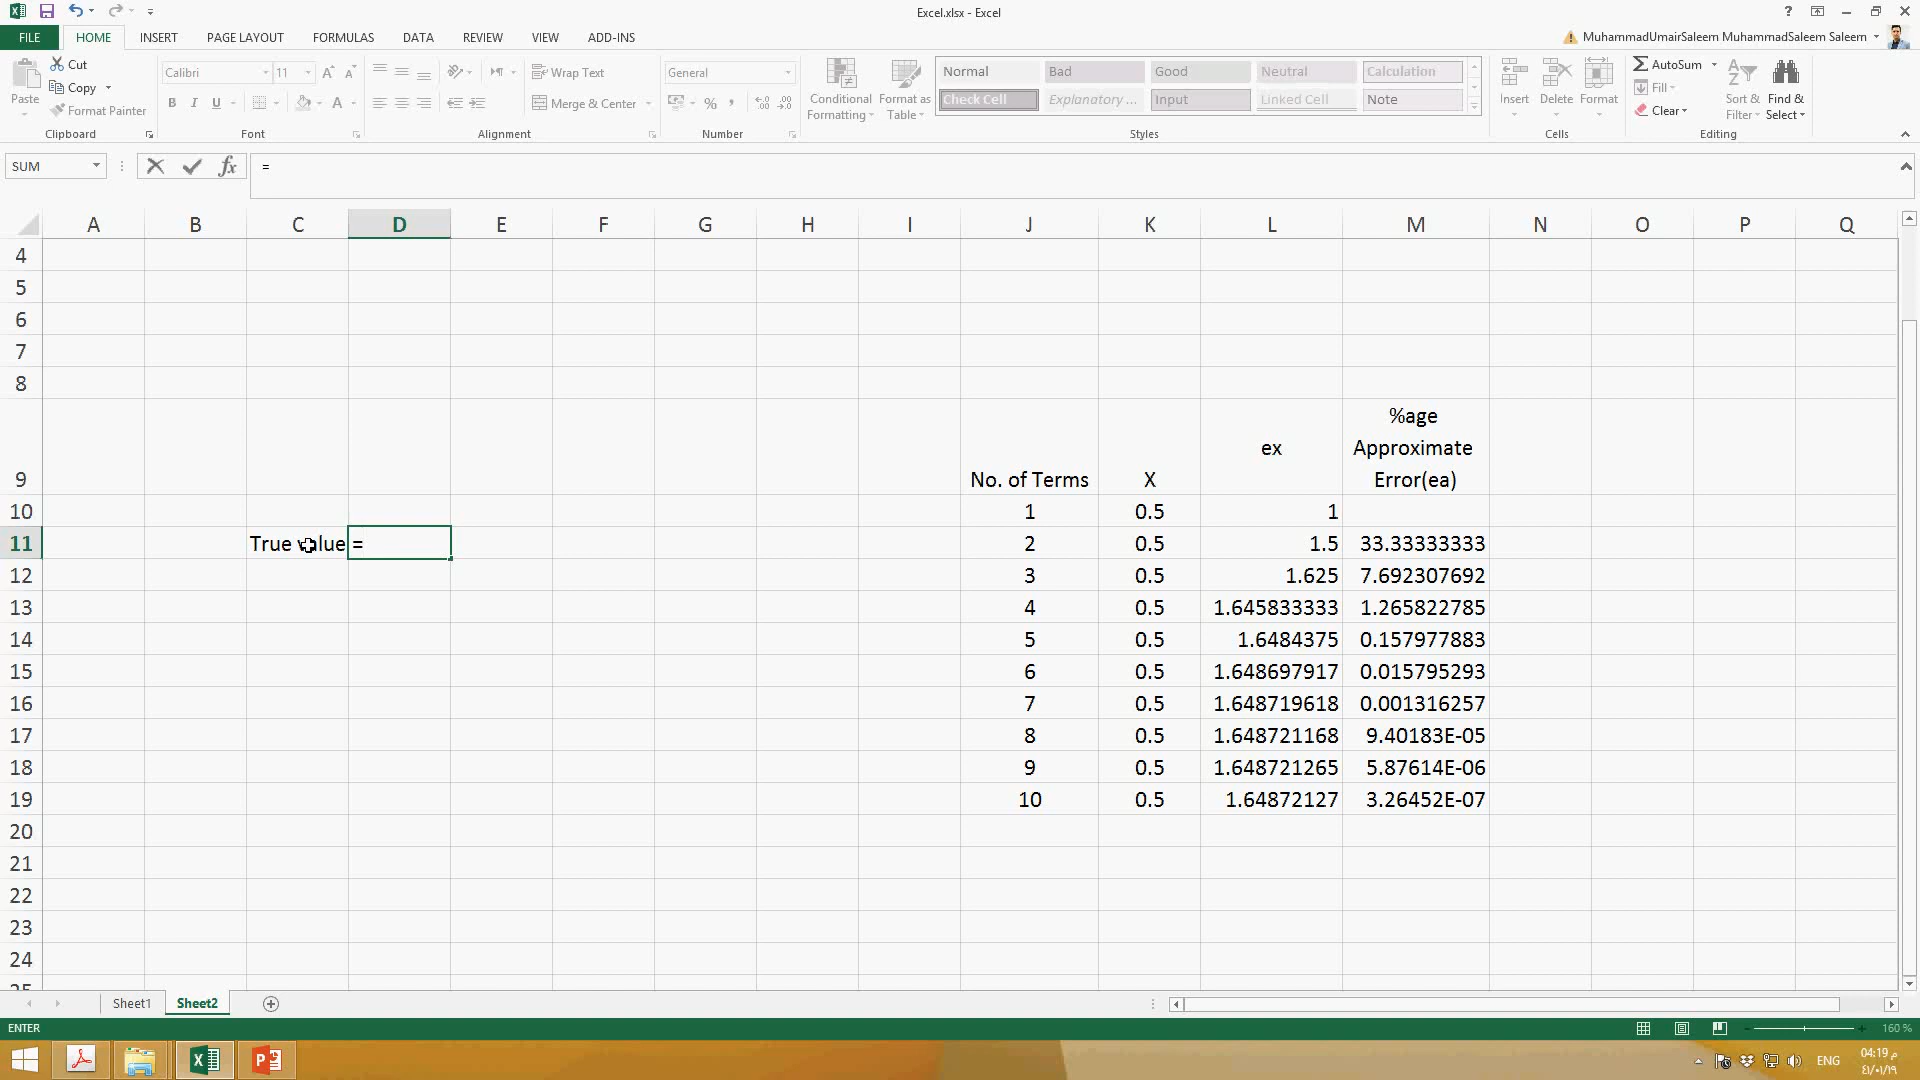 Excel.xlsx - Excel
?
FILE HOME INSERT PAGE LAYOUT FORMULAS DATA REVIEW VIEW ADD-INS
MuhammadUmairSaleem MuhammadSaleem Saleem
Paste
Cut
Copy
Format Painter
Clipboard
Calibri 11
B I U A
Font
Wrap Text
Merge & Center
Alignment
General
%
Number
Conditional Formatting
Format as Table
Normal Bad Good Neutral Calculation
Check Cell Explanatory ... Input Linked Cell Note
Styles
Insert Delete Format
Cells
AutoSum
Fill
Clear
Sort & Filter
Find & Select
Editing
SUM fx =
A B C D E F G H I J K L M N O P Q
4
5
6
7
8
9 No. of Terms X ex %age Approximate Error(ea)
10 1 0.5 1
11 True value = 2 0.5 1.5 33.33333333
12 3 0.5 1.625 7.692307692
13 4 0.5 1.645833333 1.265822785
14 5 0.5 1.6484375 0.157977883
15 6 0.5 1.648697917 0.015795293
16 7 0.5 1.648719618 0.001316257
17 8 0.5 1.648721168 9.40183E-05
18 9 0.5 1.648721265 5.87614E-06
19 10 0.5 1.64872127 3.26452E-07
20
21
22
23
24
25
Sheet1 Sheet2
ENTER
160 %
ENG
04:19 م
٤١/٠١/١٩